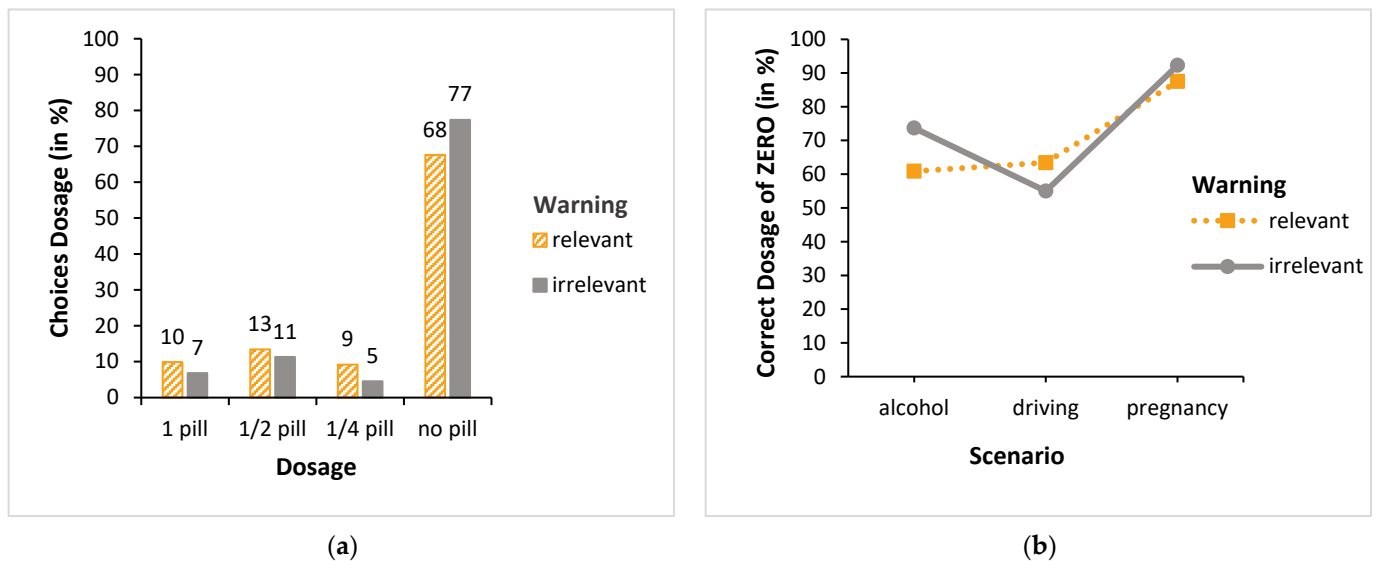 Choices Dosage (in %)
100
90
80
70
60
50
40
30
20
10
0
10
7
13
11
9
5
68
77
1 pill
1/2 pill
1/4 pill
no pill
Dosage
Warning
relevant
irrelevant
(a)
Correct Dosage of ZERO (in %)
100
90
80
70
60
50
40
30
20
10
0
alcohol
driving
pregnancy
Scenario
Warning
relevant
irrelevant
(b)